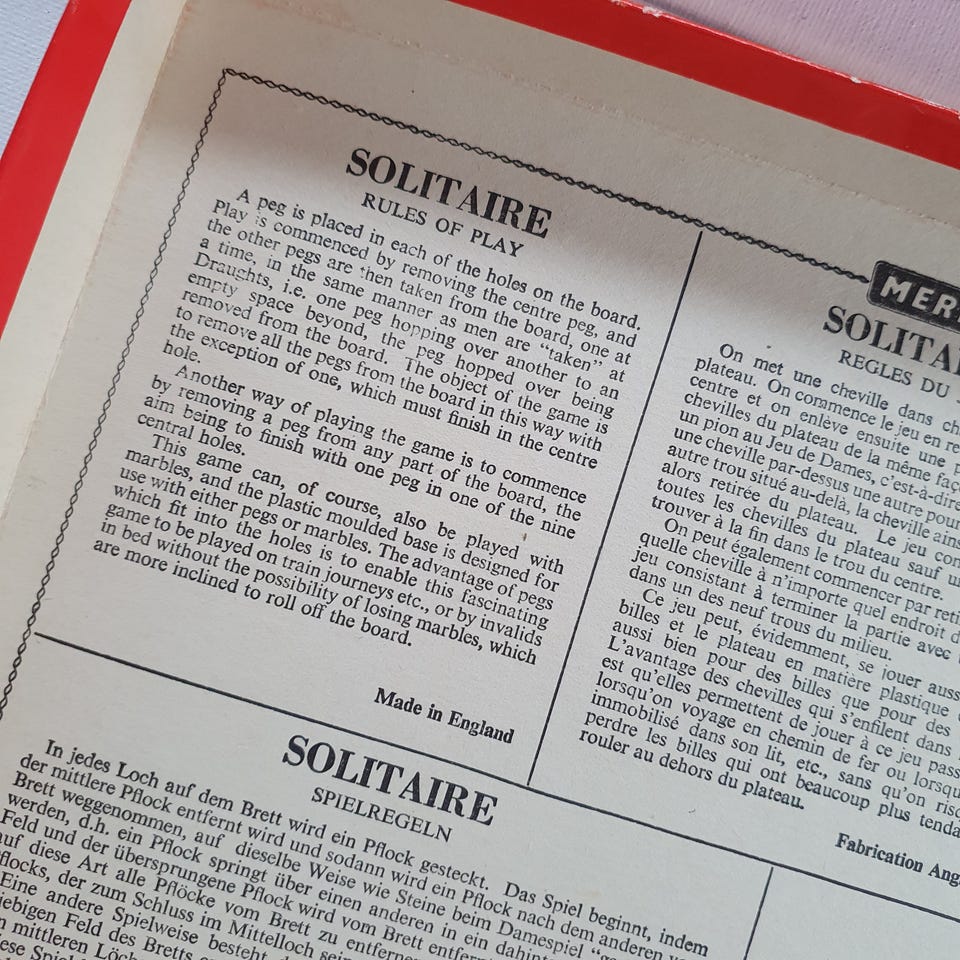 SOLITAIRE
RULES OF PLAY
A peg is placed in each of the holes on the board.
Play is commenced by removing the centre peg, and
the other pegs are then taken from the board, one at
a time, in the same manner as men are "taken" at
Draughts, i.e. one peg hopping over another to an
empty space beyond, the peg hopped over being
removed from the board. The object of the game is
to remove all the pegs from the board in this way with
the exception of one, which must finish in the centre
hole.
Another way of playing the game is to commence
by removing a peg from any part of the board, the
aim being to finish with one peg in one of the nine
central holes.
This game can, of course, also be played with
marbles, and the plastic moulded base is designed for
use with either pegs or marbles. The advantage of pegs
which fit into the holes is to enable this fascinating
game to be played on train journeys etc., or by invalids
in bed without the possibility of losing marbles, which
are more inclined to roll off the board.
Made in England
MER
SOLITA
REGLES DU
On met une cheville dans
plateau. On commence le jeu en
centre et on enlève ensuite une
chevilles du plateau de la même
un pion au Jeu de Dames, c'est-à-dire
une cheville par-dessus une autre pour
autre trou situé au-delà, la cheville
alors retirée du plateau. Le jeu
toutes les chevilles du plateau sauf
trouver à la fin dans le trou du centre.
On peut également commencer par
quelle cheville à n'importe quel endroit
jeu consistant à terminer la partie avec
dans un des neuf trous du milieu.
Ce jeu peut, évidemment, se jouer
billes et le plateau en matière plastique
aussi bien pour des billes que pour des
L'avantage des chevilles qui s'enfilent dans
est qu'elles permettent de jouer à ce jeu
lorsqu'on voyage en chemin de fer ou
immobilisé dans son lit, etc., sans qu'on
perdre les billes qui ont beaucoup plus
rouler au dehors du plateau.
Fabrication
SOLITAIRE
SPIELREGELN
In jedes Loch auf dem Brett wird ein Pflock gesteckt. Das Spiel beginnt, indem
der mittlere Pflock entfernt wird und sodann wird ein Pflock nach dem anderen
Brett weggenommen, auf dieselbe Weise wie Steine beim Damespiel
werden, d.h. ein Pflock springt über einen anderen in ein
Feld und der übersprungene Pflock wird vom Brett
auf diese Art alle Pflöcke vom Brett zu
der zum Schluss im Mittelloch
Eine andere Spielweise besteht
Feld des Bretts
mittleren